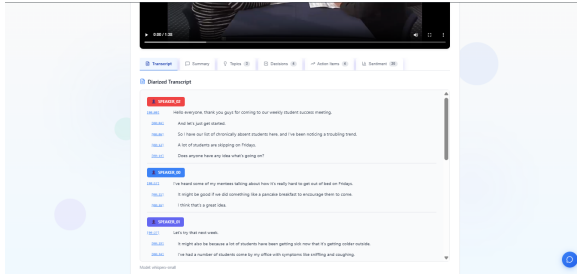 0:00 / 1:28
Transcript
Summary
Topics
Decisions
Action Items
Sentiment
Diarized Transcript
SPEAKER_02
Hello everyone, thank you guys for coming to our weekly student success meeting.
And let's just get started.
So I have our list of chronically absent students here, and I've been noticing a troubling trend.
A lot of students are skipping on Fridays.
Does anyone have any idea what's going on?
SPEAKER_00
I've heard some of my mentees talking about how it's really hard to get out of bed on Fridays.
It might be good if we did something like a pancake breakfast to encourage them to come.
I think that's a great idea.
SPEAKER_01
Let's try that next week.
It might also be because a lot of students have been getting sick now that it's getting colder outside.
I've had a number of students come by my office with symptoms like sniffling and coughing.